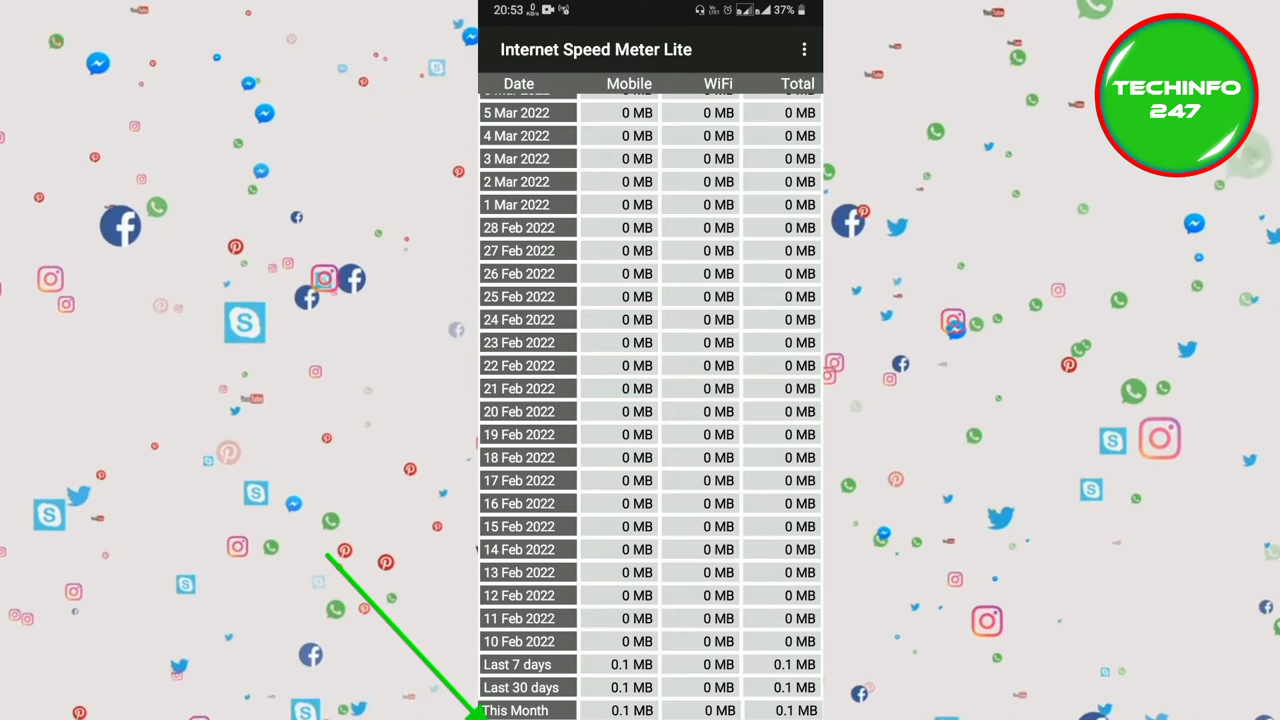 20:53 0 KB/s 37%
Internet Speed Meter Lite
TECHINFO
247
Date Mobile WiFi Total
5 Mar 2022 0 MB 0 MB 0 MB
4 Mar 2022 0 MB 0 MB 0 MB
3 Mar 2022 0 MB 0 MB 0 MB
2 Mar 2022 0 MB 0 MB 0 MB
1 Mar 2022 0 MB 0 MB 0 MB
28 Feb 2022 0 MB 0 MB 0 MB
27 Feb 2022 0 MB 0 MB 0 MB
26 Feb 2022 0 MB 0 MB 0 MB
25 Feb 2022 0 MB 0 MB 0 MB
24 Feb 2022 0 MB 0 MB 0 MB
23 Feb 2022 0 MB 0 MB 0 MB
22 Feb 2022 0 MB 0 MB 0 MB
21 Feb 2022 0 MB 0 MB 0 MB
20 Feb 2022 0 MB 0 MB 0 MB
19 Feb 2022 0 MB 0 MB 0 MB
18 Feb 2022 0 MB 0 MB 0 MB
17 Feb 2022 0 MB 0 MB 0 MB
16 Feb 2022 0 MB 0 MB 0 MB
15 Feb 2022 0 MB 0 MB 0 MB
14 Feb 2022 0 MB 0 MB 0 MB
13 Feb 2022 0 MB 0 MB 0 MB
12 Feb 2022 0 MB 0 MB 0 MB
11 Feb 2022 0 MB 0 MB 0 MB
10 Feb 2022 0 MB 0 MB 0 MB
Last 7 days 0.1 MB 0 MB 0.1 MB
Last 30 days 0.1 MB 0 MB 0.1 MB
This Month 0.1 MB 0 MB 0.1 MB